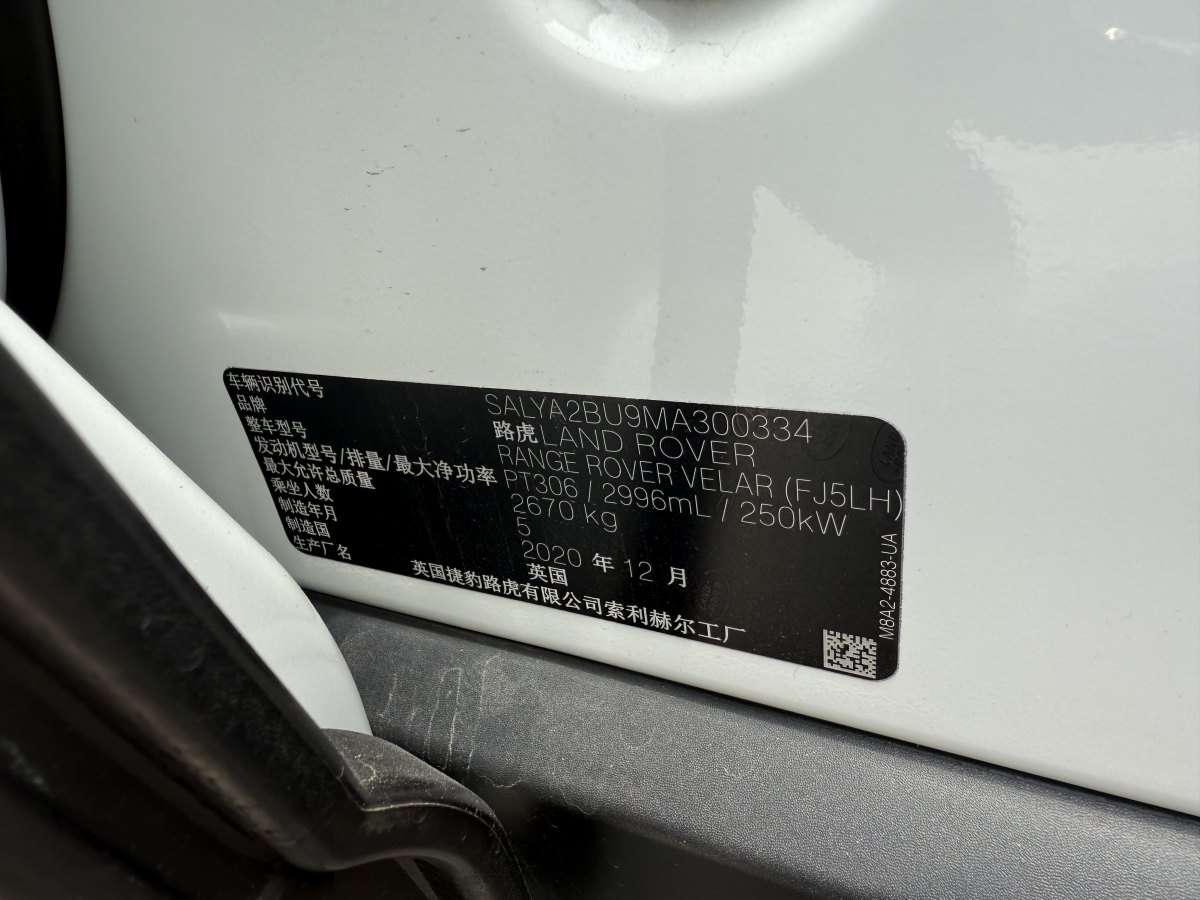 车辆识别代号 SALYA2BU9MA300334
品牌 路虎LAND ROVER
整车型号 RANGE ROVER VELAR (FJ5LH)
发动机型号/排量/最大净功率 PT306 / 2996mL / 250kW
最大允许总质量 2670 kg
乘坐人数 5
制造年月 2020 年 12 月
制造国 英国
生产厂名 英国捷豹路虎有限公司索利赫尔工厂
M8A2-4883-UA